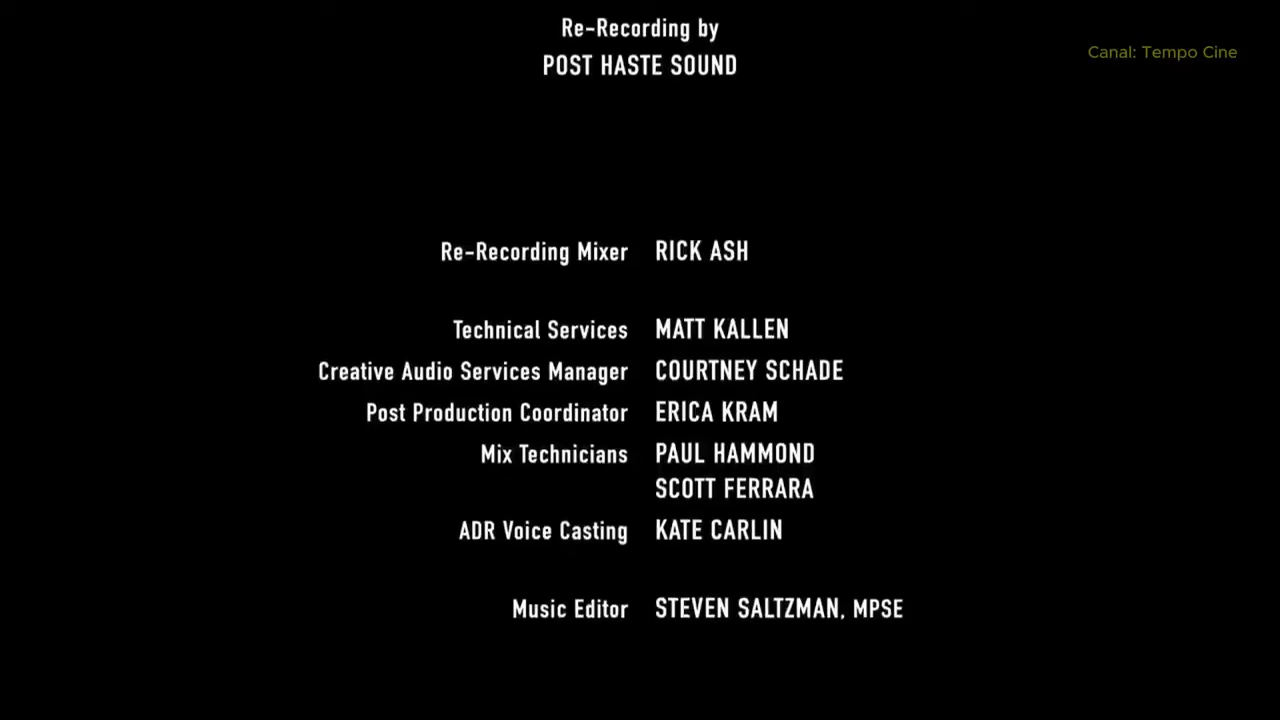 Re-Recording by
POST HASTE SOUND
Canal: Tempo Cine
Re-Recording Mixer RICK ASH
Technical Services MATT KALLEN
Creative Audio Services Manager COURTNEY SCHADE
Post Production Coordinator ERICA KRAM
Mix Technicians PAUL HAMMOND
SCOTT FERRARA
ADR Voice Casting KATE CARLIN
Music Editor STEVEN SALTZMAN, MPSE